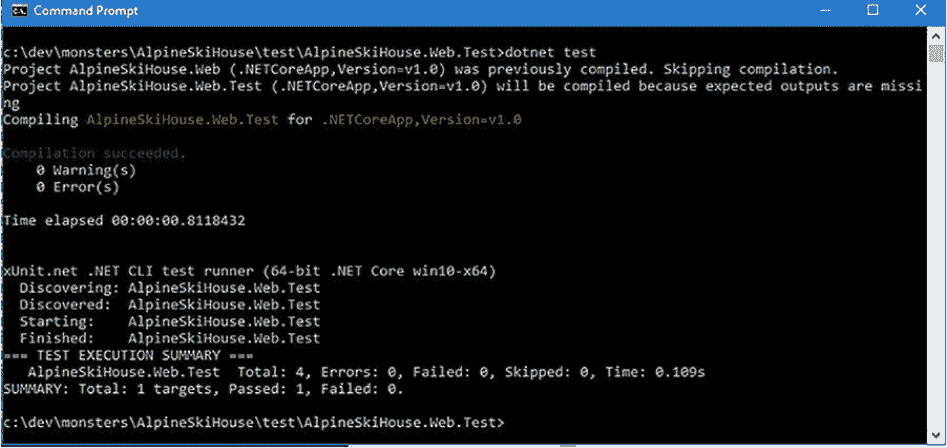 Command Prompt
c:\dev\monsters\AlpineSkiHouse\test\AlpineSkiHouse.Web.Test>dotnet test
Project AlpineSkiHouse.Web (.NETCoreApp,Version=v1.0) was previously compiled. Skipping compilation.
Project AlpineSkiHouse.Web.Test (.NETCoreApp,Version=v1.0) will be compiled because expected outputs are missi
ng
Compiling AlpineSkiHouse.Web.Test for .NETCoreApp,Version=v1.0
Compilation succeeded.
0 Warning(s)
0 Error(s)
Time elapsed 00:00:00.8118432
xUnit.net .NET CLI test runner (64-bit .NET Core win10-x64)
Discovering: AlpineSkiHouse.Web.Test
Discovered: AlpineSkiHouse.Web.Test
Starting: AlpineSkiHouse.Web.Test
Finished: AlpineSkiHouse.Web.Test
=== TEST EXECUTION SUMMARY ===
AlpineSkiHouse.Web.Test Total: 4, Errors: 0, Failed: 0, Skipped: 0, Time: 0.109s
SUMMARY: Total: 1 targets, Passed: 1, Failed: 0.
c:\dev\monsters\AlpineSkiHouse\test\AlpineSkiHouse.Web.Test>